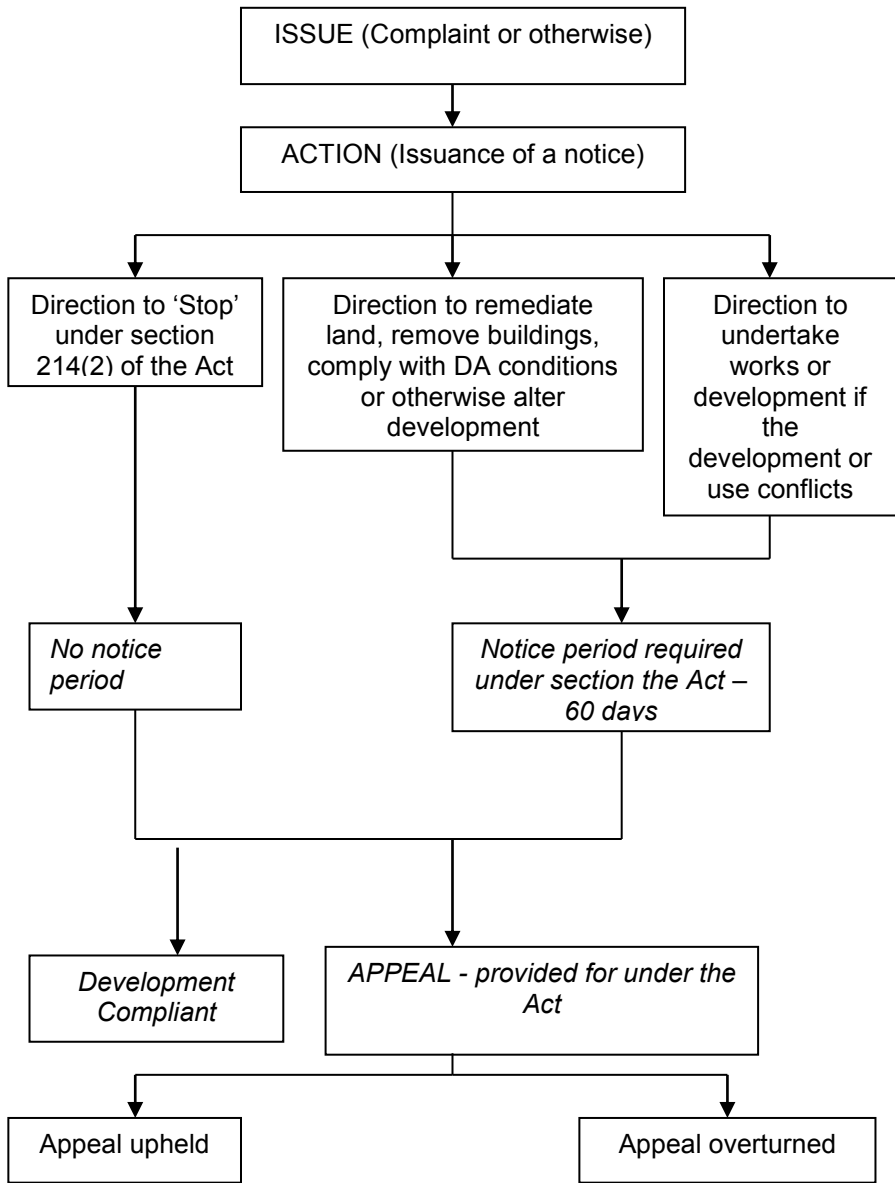 ISSUE (Complaint or otherwise)
ACTION (Issuance of a notice)
Direction to ‘Stop’
under section
214(2) of the Act
Direction to remediate
land, remove buildings,
comply with DA conditions
or otherwise alter
development
Direction to
undertake
works or
development if
the
development or
use conflicts
No notice
period
Notice period required
under section the Act –
60 days
Development
Compliant
APPEAL - provided for under the
Act
Appeal upheld
Appeal overturned